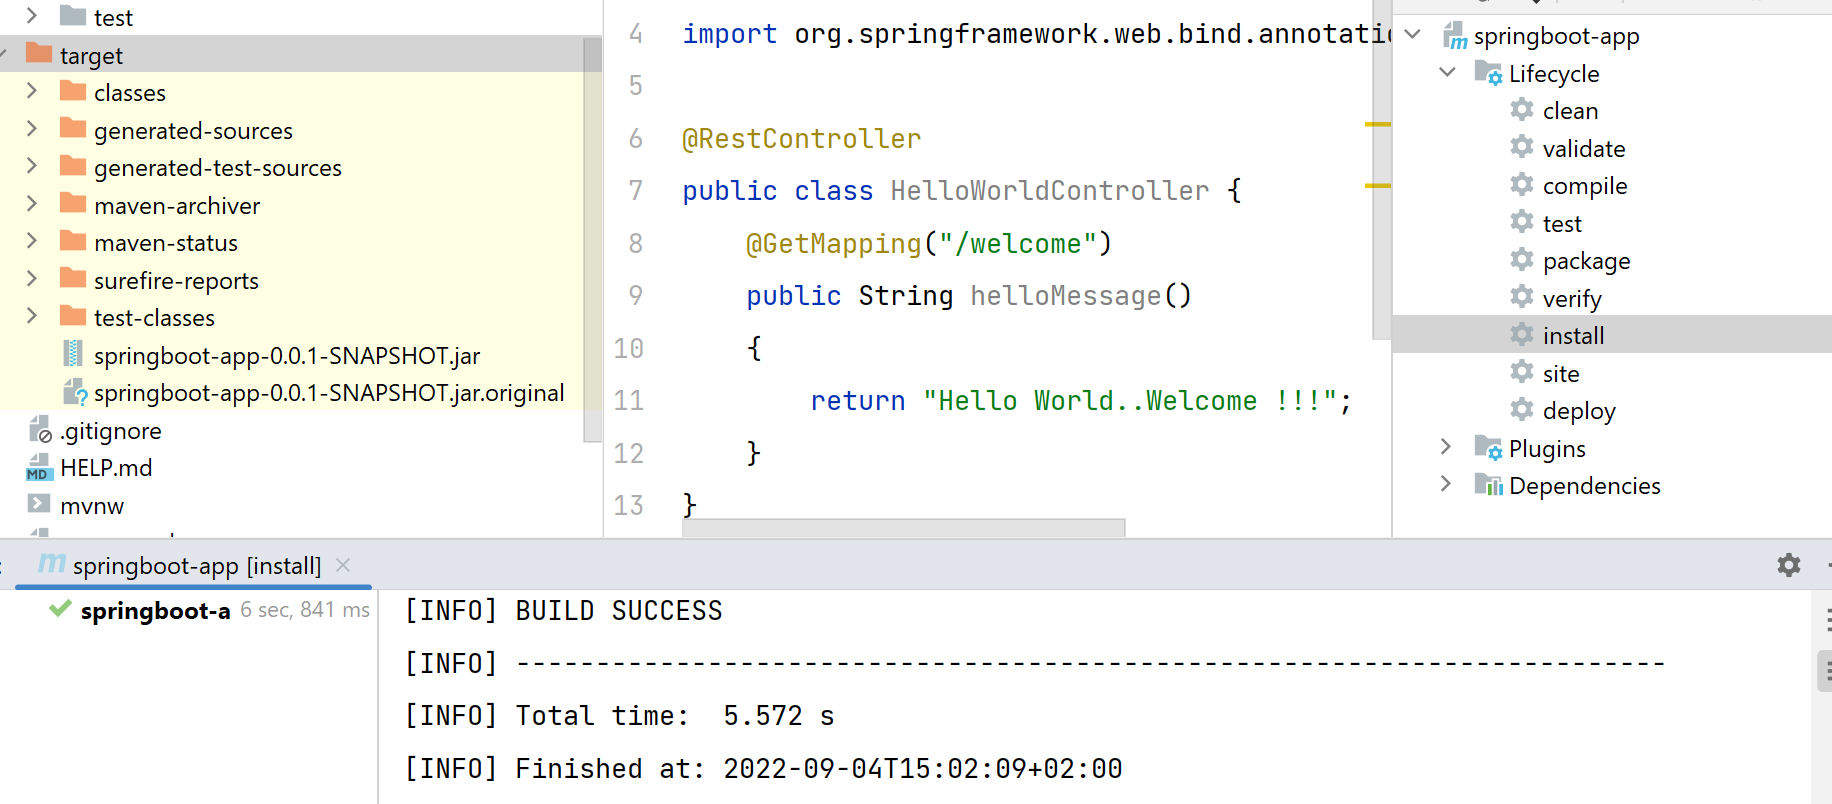 test
target
classes
generated-sources
generated-test-sources
maven-archiver
maven-status
surefire-reports
test-classes
springboot-app-0.0.1-SNAPSHOT.jar
springboot-app-0.0.1-SNAPSHOT.jar.original
.gitignore
MD HELP.md
mvnw
4 import org.springframework.web.bind.annotatio
5
6 @RestController
7 public class HelloWorldController {
8 @GetMapping("/welcome")
9 public String helloMessage()
10 {
11 return "Hello World..Welcome !!!";
12 }
13 }
m springboot-app
Lifecycle
clean
validate
compile
test
package
verify
install
site
deploy
Plugins
Dependencies
m springboot-app [install]
springboot-a 6 sec, 841 ms
[INFO] BUILD SUCCESS
[INFO] ------------------------------------------------------------------------
[INFO] Total time:  5.572 s
[INFO] Finished at: 2022-09-04T15:02:09+02:00